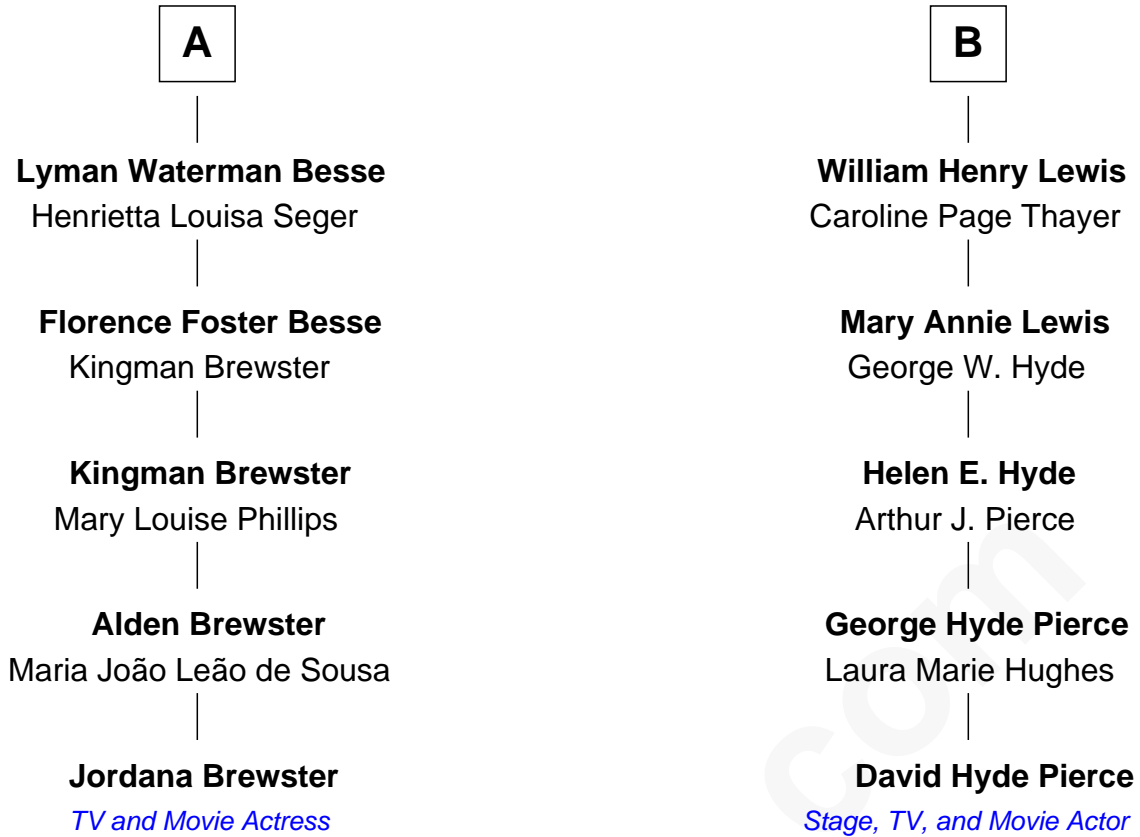 A
Lyman Waterman Besse
Henrietta Louisa Seger
Florence Foster Besse
Kingman Brewster
Kingman Brewster
Mary Louise Phillips
Alden Brewster
Maria João Leão de Sousa
Jordana Brewster
TV and Movie Actress
B
William Henry Lewis
Caroline Page Thayer
Mary Annie Lewis
George W. Hyde
Helen E. Hyde
Arthur J. Pierce
George Hyde Pierce
Laura Marie Hughes
David Hyde Pierce
Stage, TV, and Movie Actor
com